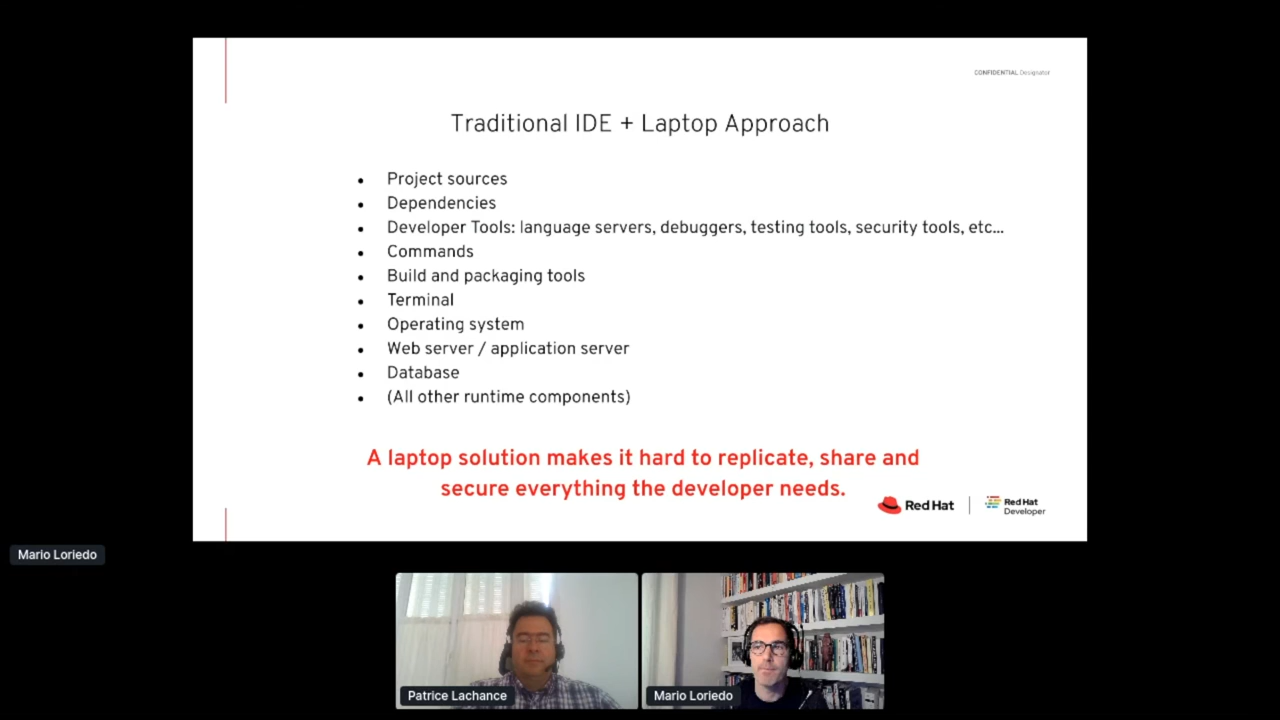 CONFIDENTIAL Designator
Traditional IDE + Laptop Approach
• Project sources
• Dependencies
• Developer Tools: language servers, debuggers, testing tools, security tools, etc...
• Commands
• Build and packaging tools
• Terminal
• Operating system
• Web server / application server
• Database
• (All other runtime components)
A laptop solution makes it hard to replicate, share and
secure everything the developer needs.
Red Hat
Red Hat
Developer
Mario Loriedo
Patrice Lachance
Mario Loriedo